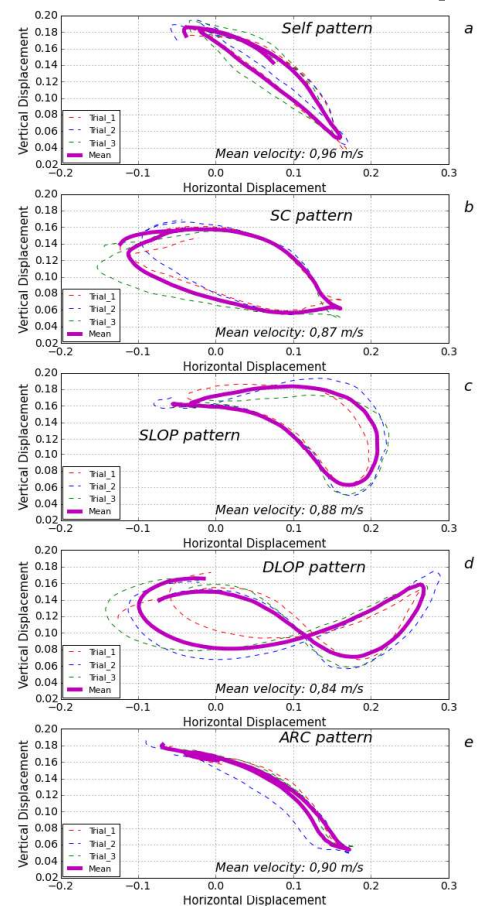 Self pattern
a
Vertical Displacement
0.20
0.18
0.16
0.14
0.12
0.10
0.08
0.06
0.04
0.02
Trial_1
Trial_2
Trial_3
Mean
Mean velocity: 0,96 m/s
−0.2 −0.1 0.0 0.1 0.2 0.3
Horizontal Displacement
SC pattern
b
Vertical Displacement
0.20
0.18
0.16
0.14
0.12
0.10
0.08
0.06
0.04
0.02
Trial_1
Trial_2
Trial_3
Mean
Mean velocity: 0,87 m/s
−0.2 −0.1 0.0 0.1 0.2 0.3
Horizontal Displacement
c
Vertical Displacement
0.20
0.18
0.16
0.14
0.12
0.10
0.08
0.06
0.04
0.02
SLOP pattern
Trial_1
Trial_2
Trial_3
Mean
Mean velocity: 0,88 m/s
−0.2 −0.1 0.0 0.1 0.2 0.3
Horizontal Displacement
DLOP pattern
d
Vertical Displacement
0.20
0.18
0.16
0.14
0.12
0.10
0.08
0.06
0.04
0.02
Trial_1
Trial_2
Trial_3
Mean
Mean velocity: 0,84 m/s
−0.2 −0.1 0.0 0.1 0.2 0.3
Horizontal Displacement
ARC pattern
e
Vertical Displacement
0.20
0.18
0.16
0.14
0.12
0.10
0.08
0.06
0.04
0.02
Trial_1
Trial_2
Trial_3
Mean
Mean velocity: 0,90 m/s
−0.2 −0.1 0.0 0.1 0.2 0.3
Horizontal Displacement